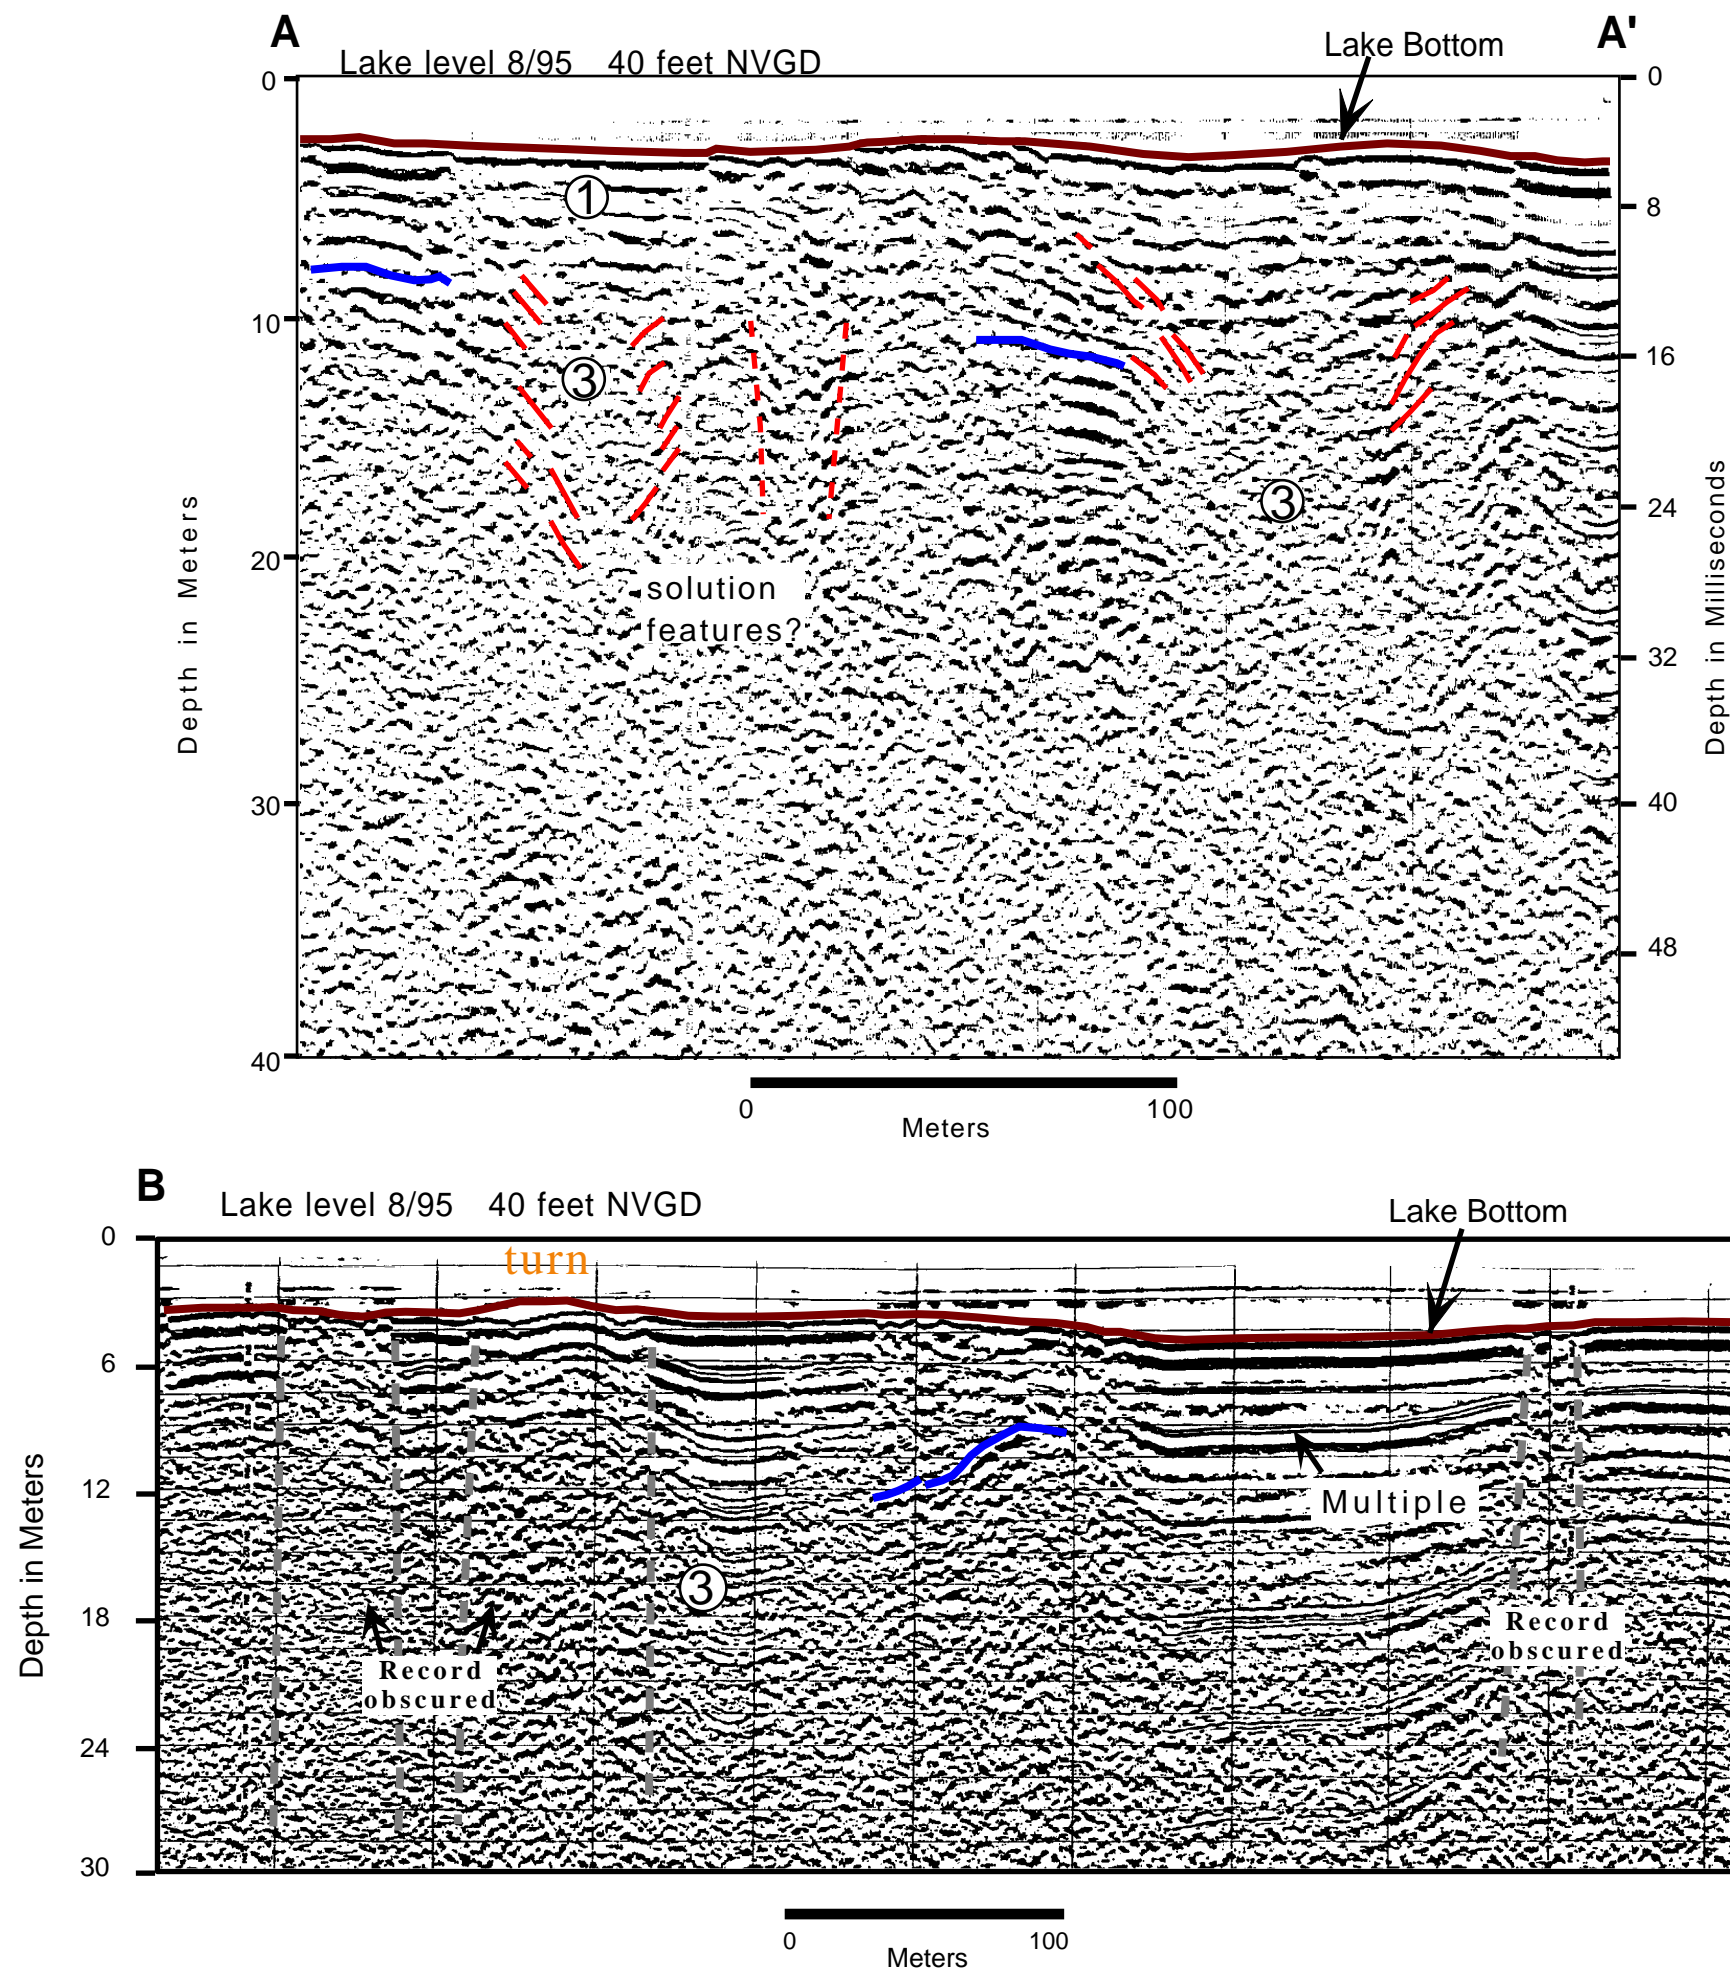 A
A'
Lake level 8/95 40 feet NVGD
Lake Bottom
0
10
20
30
40
Depth in Meters
0
8
16
24
32
40
48
Depth in Milliseconds
1
3
3
solution
features?
0
100
Meters
B
Lake level 8/95 40 feet NVGD
Lake Bottom
turn
0
6
12
18
24
30
Depth in Meters
Multiple
3
Record
obscured
Record
obscured
0
100
Meters